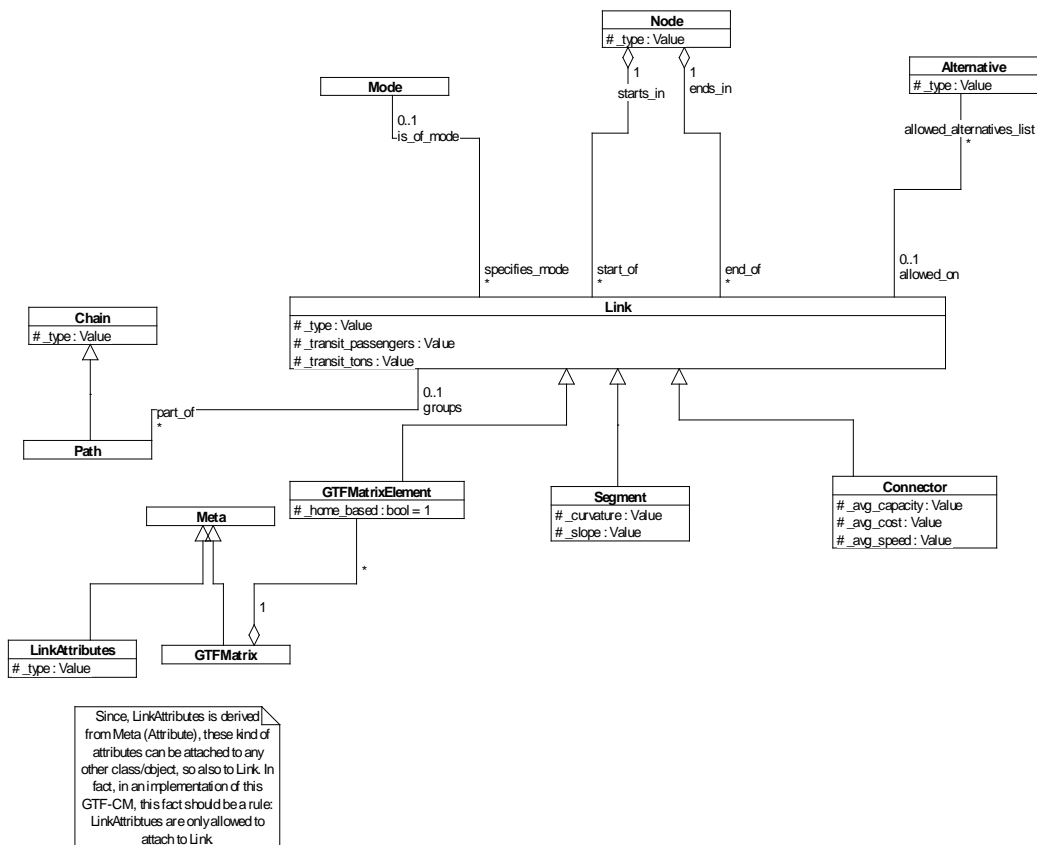 Node
# _type : Value
1
starts_in
1
ends_in
Mode
0..1
is_of_mode
Alternative
# _type : Value
allowed_alternatives_list
*
specifies_mode
*
start_of
*
end_of
*
0..1
allowed_on
Link
# _type : Value
# _transit_passengers : Value
# _transit_tons : Value
Chain
# _type : Value
0..1
groups
part_of
*
Path
GTFMatrixElement
# _home_based : bool = 1
Segment
# _curvature : Value
# _slope : Value
Connector
# _avg_capacity : Value
# _avg_cost : Value
# _avg_speed : Value
Meta
*
1
LinkAttributes
# _type : Value
GTFMatrix
Since, LinkAttributes is derived
from Meta (Attribute), these kind of
attributes can be attached to any
other class/object, so also to Link. In
fact, in an implementation of this
GTF-CM, this fact should be a rule:
LinkAttribtues are only allowed to
attach to Link.